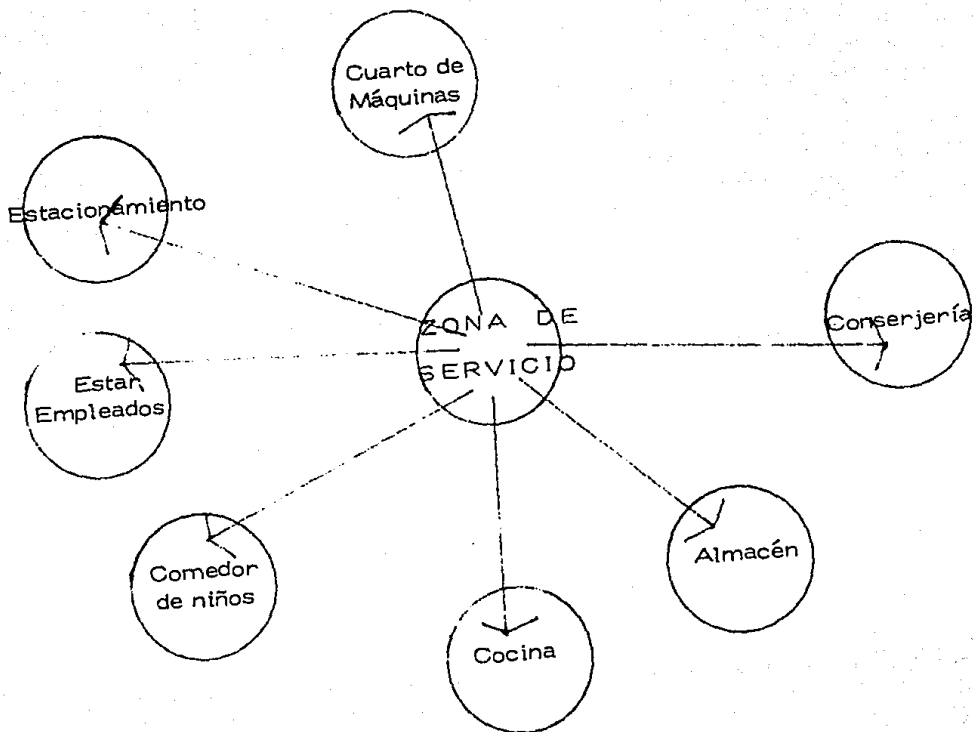 Cuarto de
Máquinas
Estacionamiento
ZONA DE
SERVICIO
Conserjería
Estar
Empleados
Comedor
de niños
Almacén
Cocina